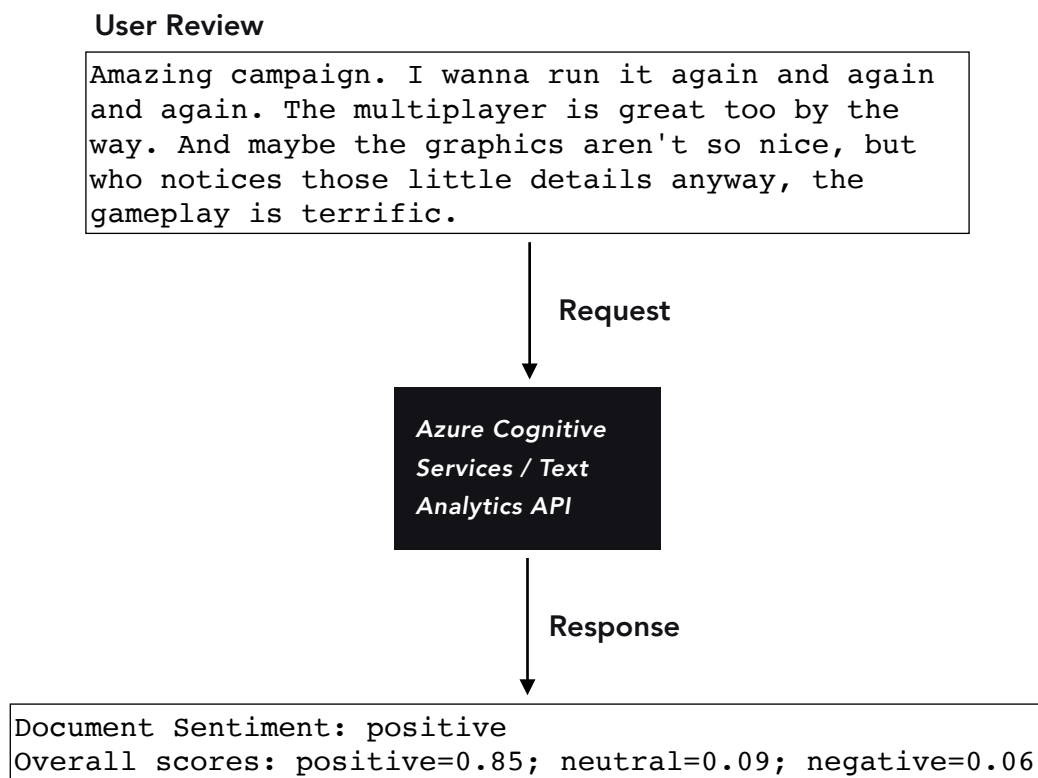 User Review
Amazing campaign. I wanna run it again and again
and again. The multiplayer is great too by the
way. And maybe the graphics aren't so nice, but
who notices those little details anyway, the
gameplay is terrific.
Request
Azure Cognitive
Services / Text
Analytics API
Response
Document Sentiment: positive
Overall scores: positive=0.85; neutral=0.09; negative=0.06